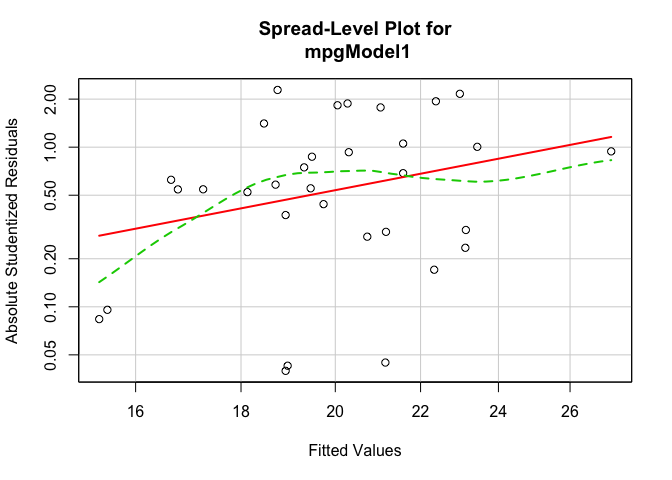 Spread-Level Plot for
mpgModel1
Absolute Studentized Residuals
2.00
1.00
0.50
0.20
0.10
0.05
16 18 20 22 24 26
Fitted Values